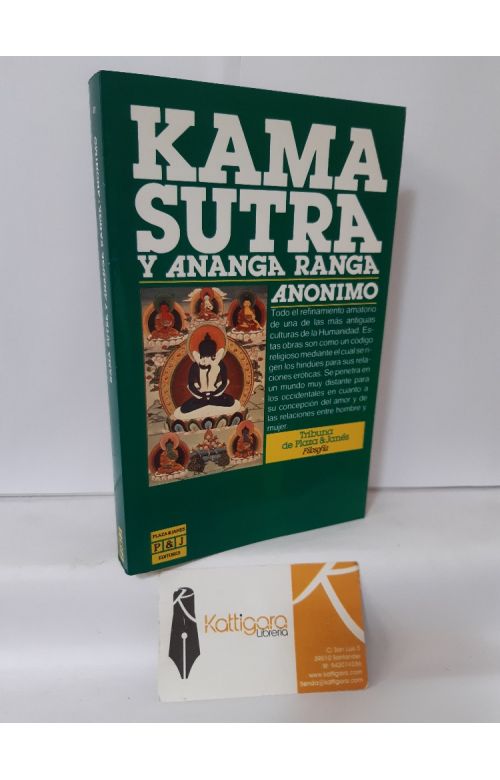 KAMA
SUTRA
Y ANANGA RANGA
ANONIMO
Todo el refinamiento amatorio
de una de las más antiguas
culturas de la Humanidad. Es-
tas obras son como un código
religioso mediante el cual se ri-
gen los hindúes para sus rela-
ciones eróticas. Se penetra en
un mundo muy distante para
los occidentales en cuanto a
su concepción del amor y de
las relaciones entre hombre y
mujer
Tribuna
de Plaza & Janés
Filosofía
KAMA SUTRA Y ANANGA RANGA · ANONIMO
PLAZA & JANES
P & J
EDITORES
Kattigara
Librería
C/ San Luis 5
39010 Santander
www.kattigara.com
tienda@kattigara.com